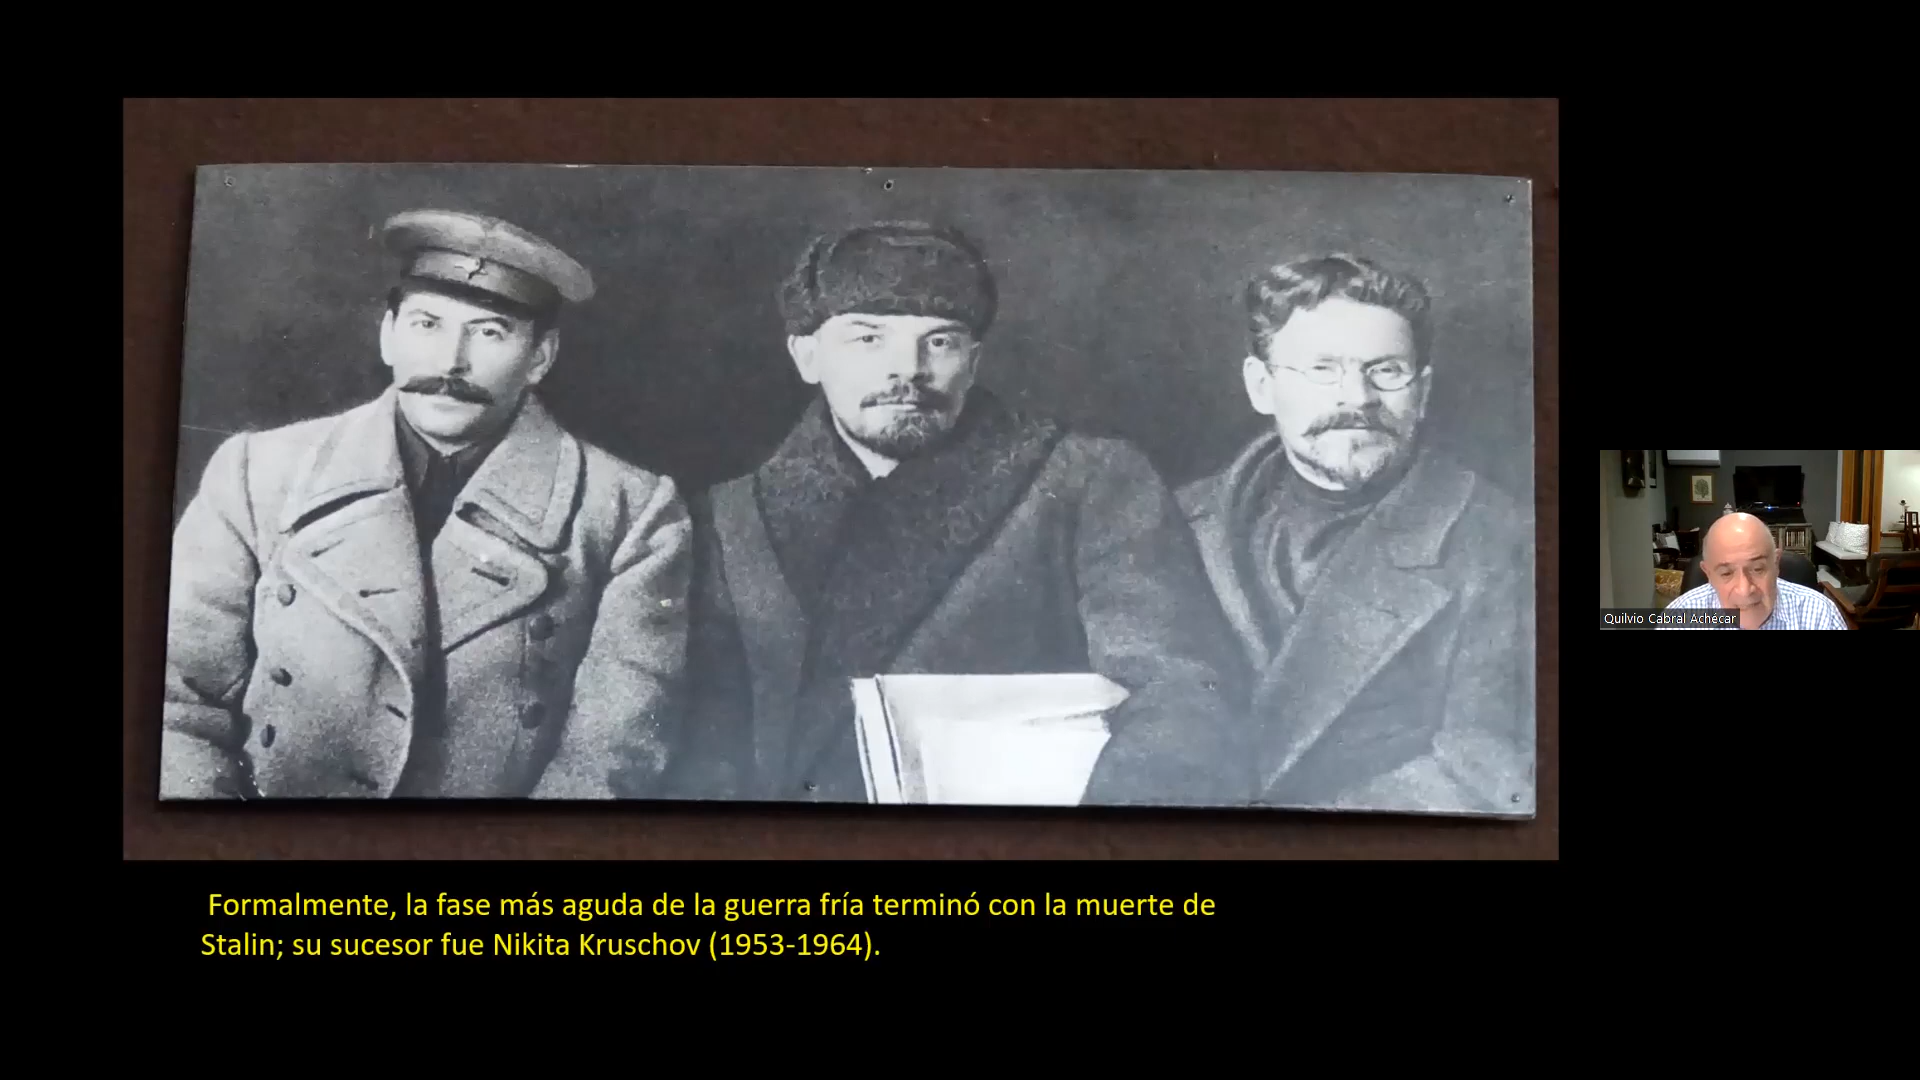 Formalmente, la fase más aguda de la guerra fría terminó con la muerte de
Stalin; su sucesor fue Nikita Kruschov (1953-1964).
Quilvio Cabral Achécar